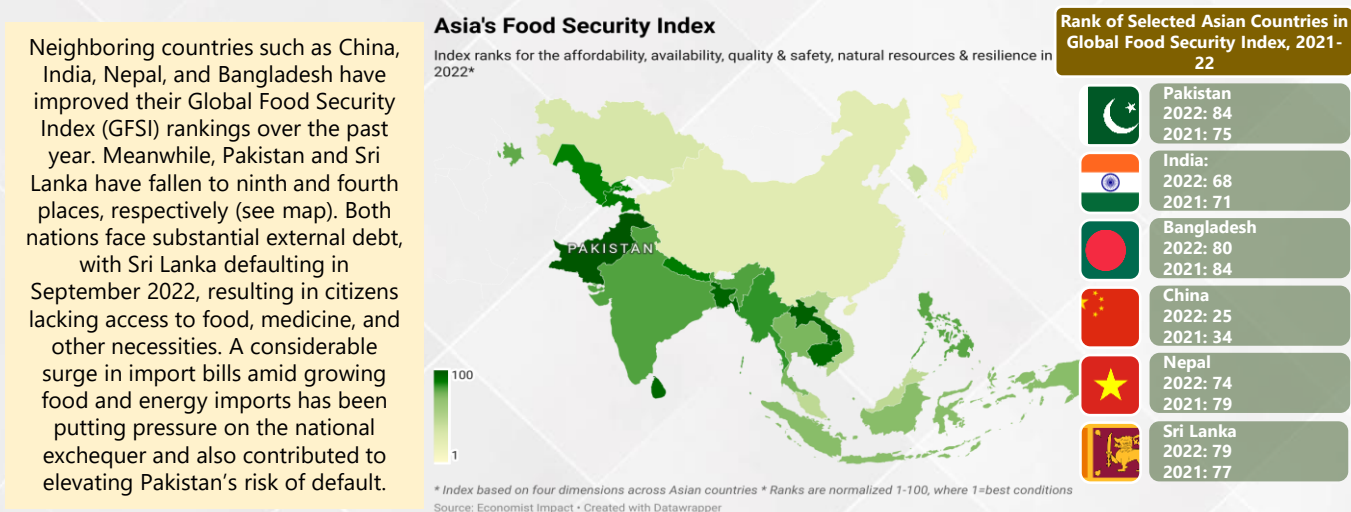 Neighboring countries such as China,
India, Nepal, and Bangladesh have
improved their Global Food Security
Index (GFSI) rankings over the past
year. Meanwhile, Pakistan and Sri
Lanka have fallen to ninth and fourth
places, respectively (see map). Both
nations face substantial external debt,
with Sri Lanka defaulting in
September 2022, resulting in citizens
lacking access to food, medicine, and
other necessities. A considerable
surge in import bills amid growing
food and energy imports has been
putting pressure on the national
exchequer and also contributed to
elevating Pakistan’s risk of default.
Asia's Food Security Index
Index ranks for the affordability, availability, quality & safety, natural resources & resilience in
2022*
PAKISTAN
100
1
* Index based on four dimensions across Asian countries * Ranks are normalized 1-100, where 1=best conditions
Source: Economist Impact • Created with Datawrapper
Rank of Selected Asian Countries in
Global Food Security Index, 2021-
22
Pakistan
2022: 84
2021: 75
India:
2022: 68
2021: 71
Bangladesh
2022: 80
2021: 84
China
2022: 25
2021: 34
Nepal
2022: 74
2021: 79
Sri Lanka
2022: 79
2021: 77